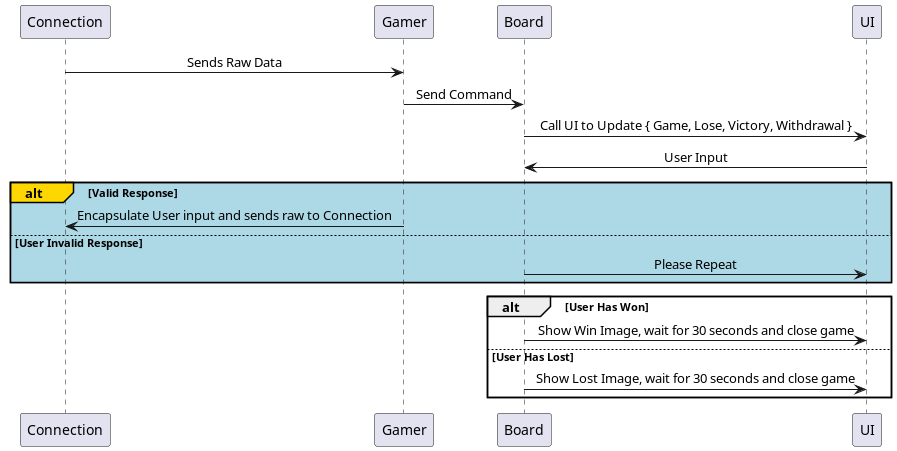 Connection Gamer Board UI
Sends Raw Data
Send Command
Call UI to Update { Game, Lose, Victory, Withdrawal }
User Input
alt [Valid Response]
Encapsulate User input and sends raw to Connection
[User Invalid Response]
Please Repeat
alt [User Has Won]
Show Win Image, wait for 30 seconds and close game
[User Has Lost]
Show Lost Image, wait for 30 seconds and close game
Connection Gamer Board UI